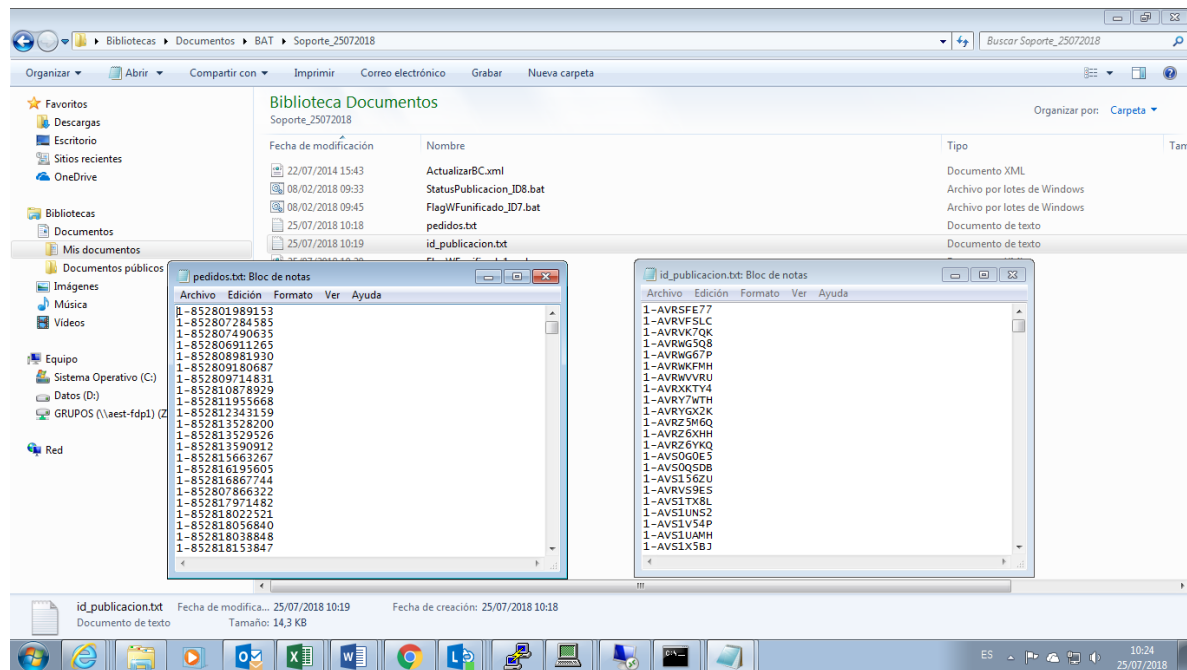 Bibliotecas ▸ Documentos ▸ BAT ▸ Soporte_25072018
Buscar Soporte_25072018
Organizar Abrir Compartir con Imprimir Correo electrónico Grabar Nueva carpeta
Favoritos
Descargas
Escritorio
Sitios recientes
OneDrive
Bibliotecas
Documentos
Mis documentos
Documentos públicos
Imágenes
Música
Vídeos
Equipo
Sistema Operativo (C:)
Datos (D:)
GRUPOS (\\aest-fdp1) (Z
Red
Biblioteca Documentos
Soporte_25072018
Organizar por: Carpeta
Fecha de modificación Nombre Tipo Tam
22/07/2014 15:43 ActualizarBC.xml Documento XML
08/02/2018 09:33 StatusPublicacion_ID8.bat Archivo por lotes de Windows
08/02/2018 09:45 FlagWFunificado_ID7.bat Archivo por lotes de Windows
25/07/2018 10:18 pedidos.txt Documento de texto
25/07/2018 10:19 id_publicacion.txt Documento de texto
pedidos.txt: Bloc de notas
Archivo Edición Formato Ver Ayuda
1-852801989153
1-852807284585
1-852807490635
1-852806911265
1-852808981930
1-852809180687
1-852809714831
1-852810878929
1-852811955668
1-852812343159
1-852813528200
1-852813529526
1-852813590912
1-852815663267
1-852816195605
1-852816867744
1-852807866322
1-852817971482
1-852818022521
1-852818056840
1-852818038848
1-852818153847
id_publicacion.txt: Bloc de notas
Archivo Edición Formato Ver Ayuda
1-AVRSFE77
1-AVRVFSLC
1-AVRVK7QK
1-AVRWG5Q8
1-AVRWG67P
1-AVRWKFMH
1-AVRWVVRU
1-AVRXKTY4
1-AVRY7WTH
1-AVRYGX2K
1-AVRZ5M6Q
1-AVRZ6XHH
1-AVRZ6YKQ
1-AVS0G0E5
1-AVS0QSDB
1-AVS156ZU
1-AVRVS9ES
1-AVS1TX8L
1-AVS1UNS2
1-AVS1V54P
1-AVS1UAMH
1-AVS1X5BJ
id_publicacion.txt Fecha de modifica... 25/07/2018 10:19 Fecha de creación: 25/07/2018 10:18
Documento de texto Tamaño: 14,3 KB
ES
10:24
25/07/2018